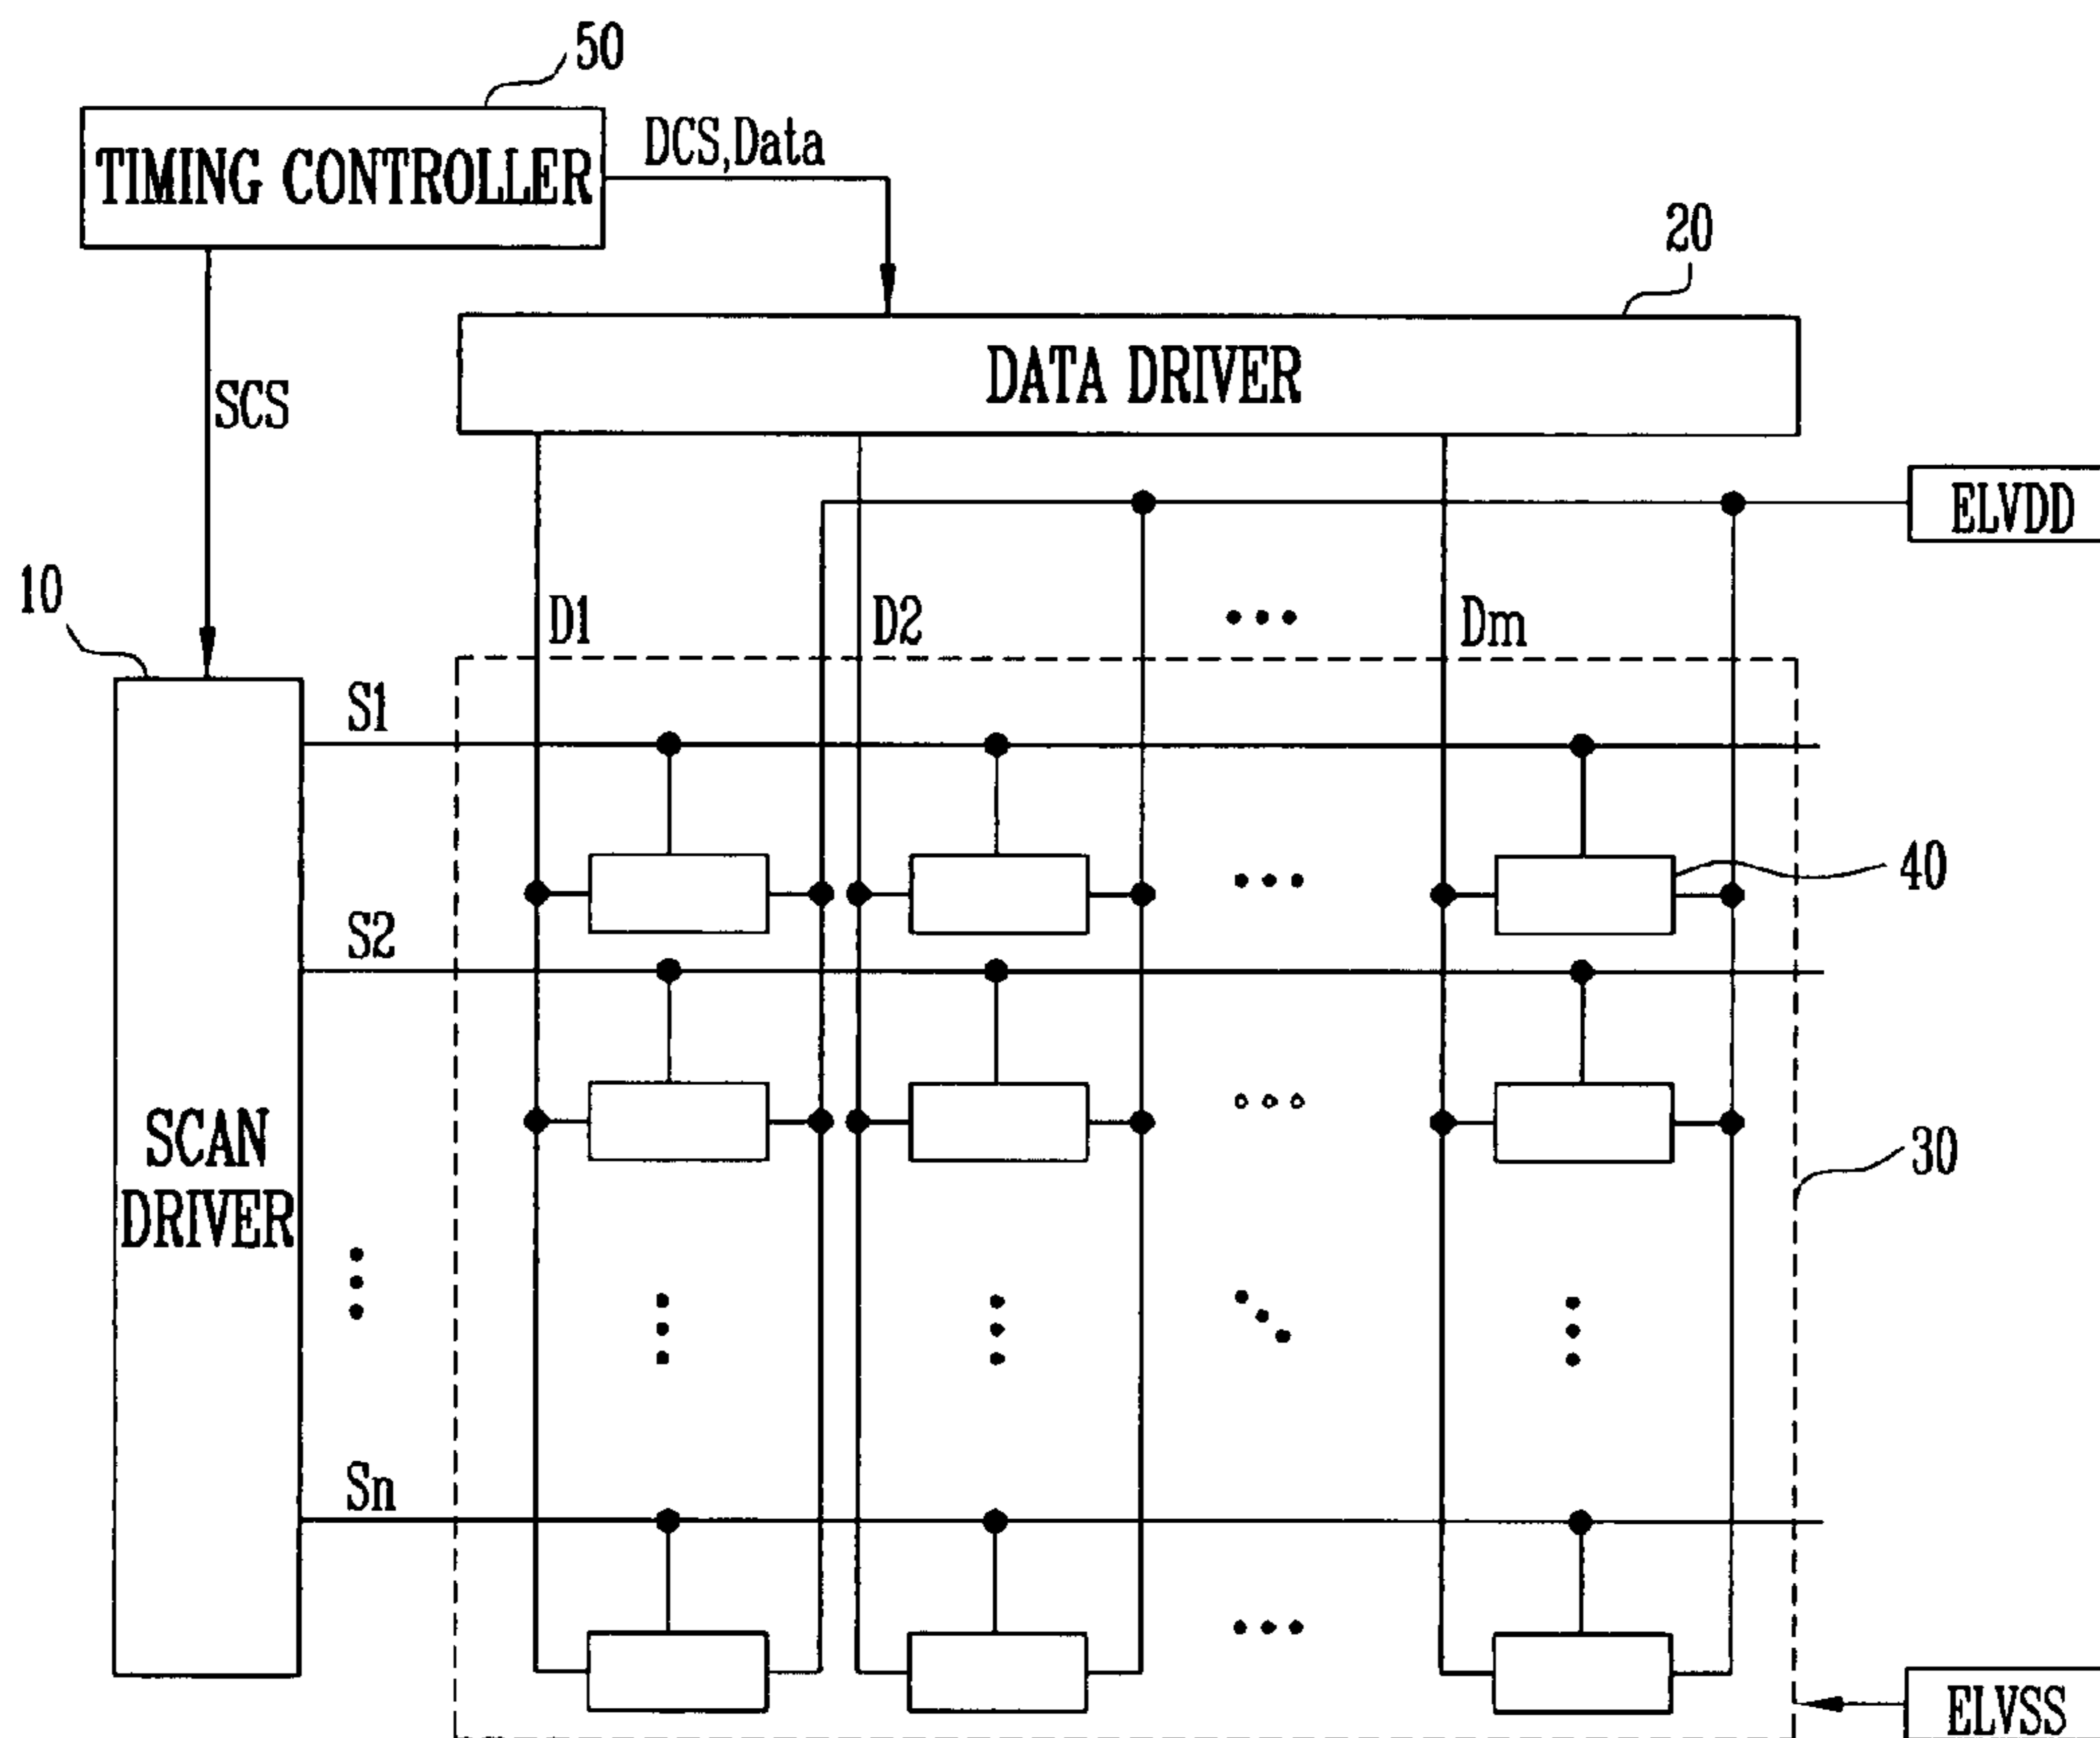 50
TIMING CONTROLLER
DCS,Data
20
DATA DRIVER
SCS
ELVDD
10
D1
D2
Dm
S1
40
S2
SCAN
DRIVER
30
Sn
ELVSS